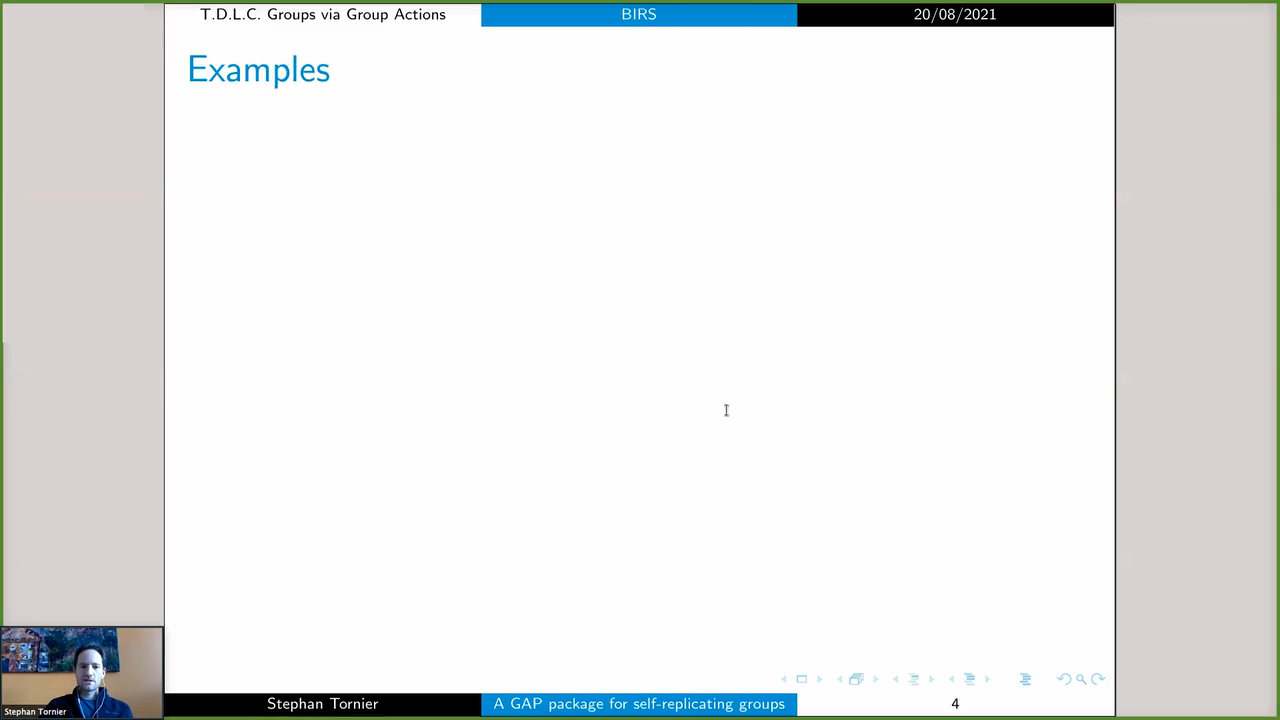 T.D.L.C. Groups via Group Actions BIRS 20/08/2021
Examples
Stephan Tornier
Stephan Tornier A GAP package for self-replicating groups 4